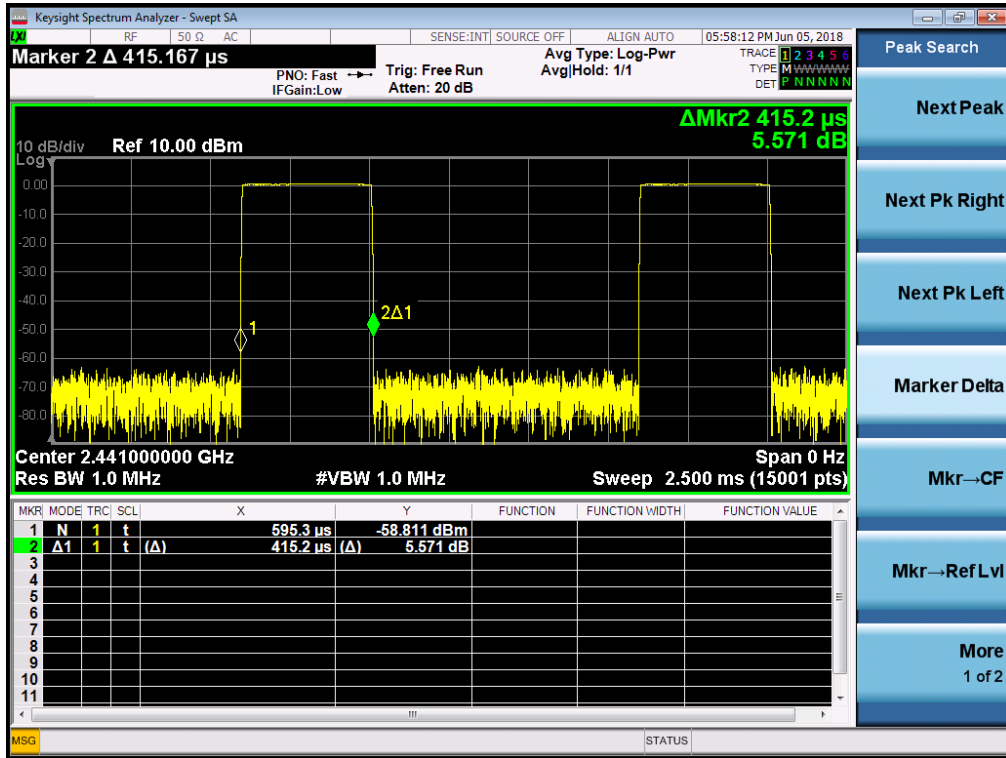 Keysight Spectrum Analyzer - Swept SA
LXI RF 50 Ω AC SENSE:INT SOURCE OFF ALIGN AUTO 05:58:12 PM Jun 05, 2018
Marker 2 Δ 415.167 µs
PNO: Fast
IFGain:Low
Trig: Free Run
Atten: 20 dB
Avg Type: Log-Pwr
Avg|Hold: 1/1
TRACE 1 2 3 4 5 6
TYPE M WWWWW
DET P N N N N N
ΔMkr2 415.2 µs
5.571 dB
10 dB/div Ref 10.00 dBm
Log
0.00
-10.0
-20.0
-30.0
-40.0
-50.0
-60.0
-70.0
-80.0
1
2Δ1
Center 2.441000000 GHz Span 0 Hz
Res BW 1.0 MHz #VBW 1.0 MHz Sweep 2.500 ms (15001 pts)
MKR MODE TRC SCL X Y FUNCTION FUNCTION WIDTH FUNCTION VALUE
1 N 1 t 595.3 µs -58.811 dBm
2 Δ1 1 t (Δ) 415.2 µs (Δ) 5.571 dB
3
4
5
6
7
8
9
10
11
MSG STATUS
Peak Search
Next Peak
Next Pk Right
Next Pk Left
Marker Delta
Mkr→CF
Mkr→Ref Lvl
More
1 of 2